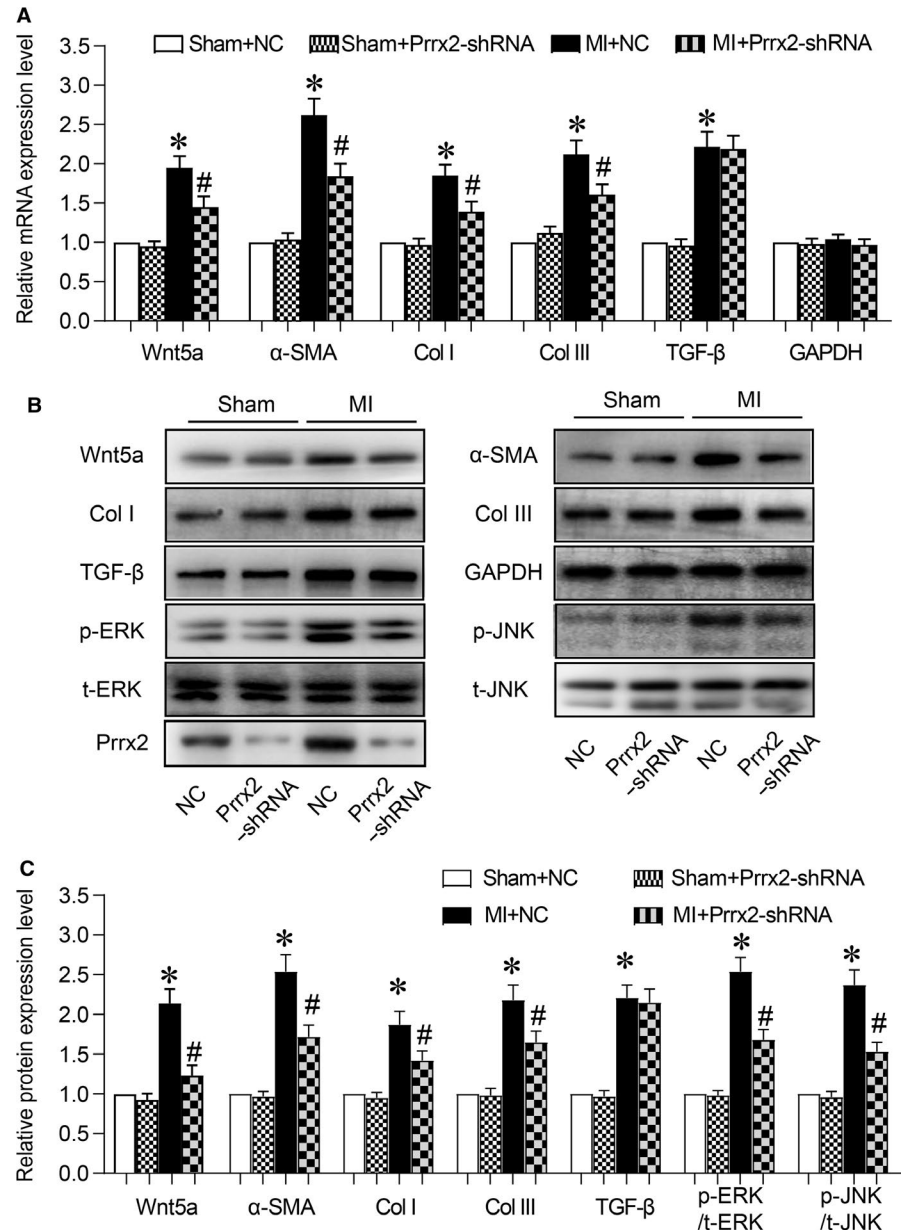 A
Relative mRNA expression level
3.5
3.0
2.5
2.0
1.5
1.0
0.5
0.0
Sham+NC Sham+Prrx2-shRNA MI+NC MI+Prrx2-shRNA
* # * # * # * # *
Wnt5a α-SMA Col I Col III TGF-β GAPDH
B
Sham MI
Wnt5a
Col I
TGF-β
p-ERK
t-ERK
Prrx2
NC Prrx2 NC Prrx2
-shRNA -shRNA
Sham MI
α-SMA
Col III
GAPDH
p-JNK
t-JNK
NC Prrx2 NC Prrx2
-shRNA -shRNA
C
Relative protein expression level
3.5
3.0
2.5
2.0
1.5
1.0
0.5
0.0
Sham+NC Sham+Prrx2-shRNA
MI+NC MI+Prrx2-shRNA
* # * # * # * # * * # * #
Wnt5a α-SMA Col I Col III TGF-β p-ERK p-JNK
/t-ERK /t-JNK